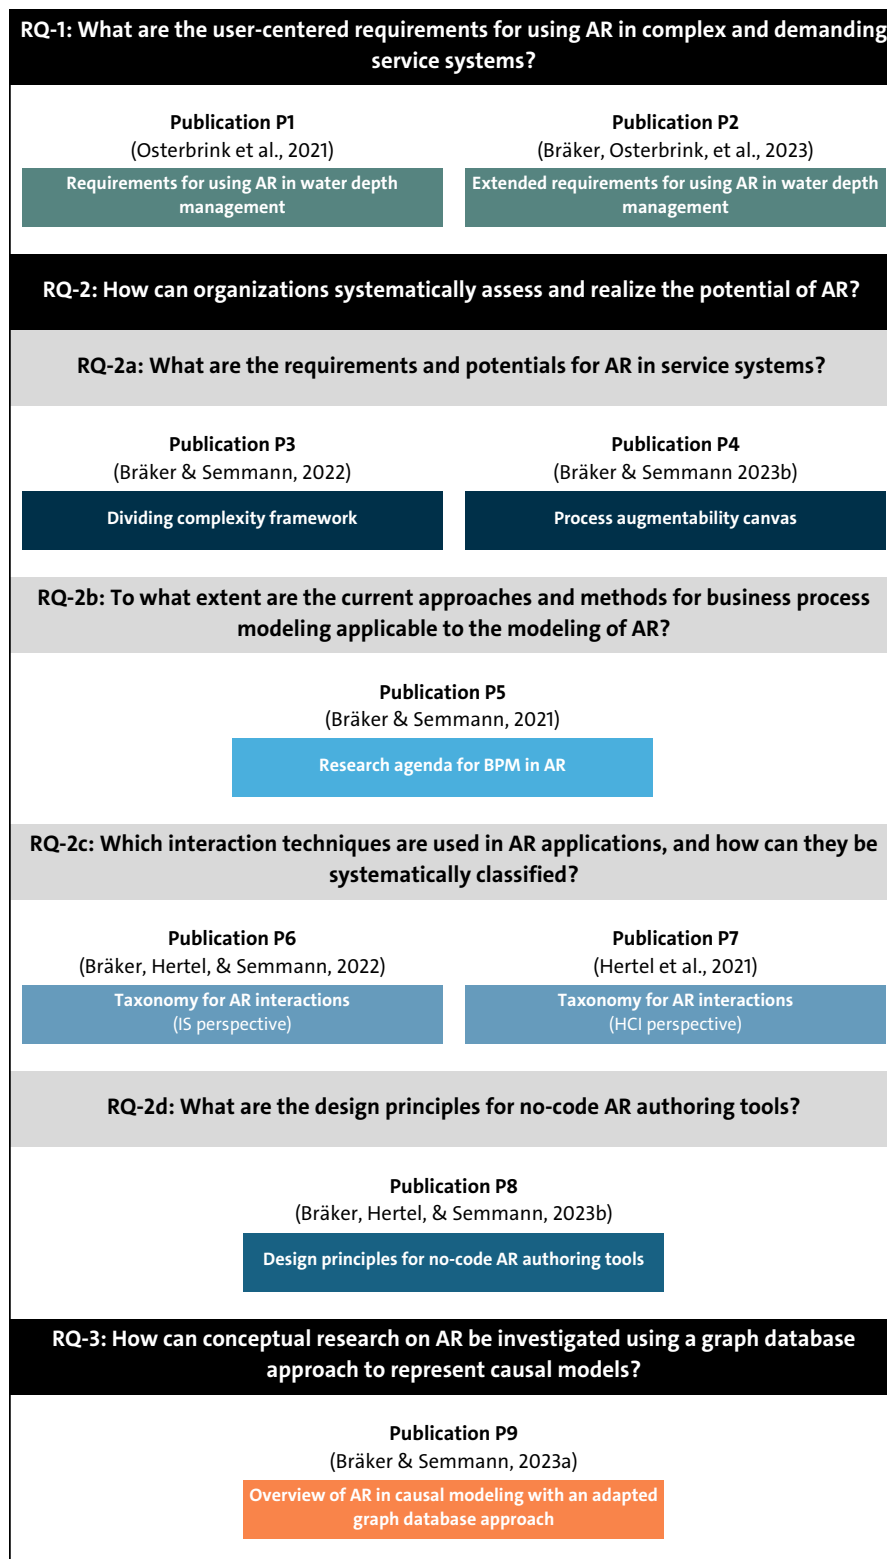 RQ-1: What are the user-centered requirements for using AR in complex and demanding
service systems?
Publication P1
(Osterbrink et al., 2021)
Requirements for using AR in water depth
management
Publication P2
(Bräker, Osterbrink, et al., 2023)
Extended requirements for using AR in water depth
management
RQ-2: How can organizations systematically assess and realize the potential of AR?
RQ-2a: What are the requirements and potentials for AR in service systems?
Publication P3
(Bräker & Semmann, 2022)
Dividing complexity framework
Publication P4
(Bräker & Semmann 2023b)
Process augmentability canvas
RQ-2b: To what extent are the current approaches and methods for business process
modeling applicable to the modeling of AR?
Publication P5
(Bräker & Semmann, 2021)
Research agenda for BPM in AR
RQ-2c: Which interaction techniques are used in AR applications, and how can they be
systematically classified?
Publication P6
(Bräker, Hertel, & Semmann, 2022)
Taxonomy for AR interactions
(IS perspective)
Publication P7
(Hertel et al., 2021)
Taxonomy for AR interactions
(HCI perspective)
RQ-2d: What are the design principles for no-code AR authoring tools?
Publication P8
(Bräker, Hertel, & Semmann, 2023b)
Design principles for no-code AR authoring tools
RQ-3: How can conceptual research on AR be investigated using a graph database
approach to represent causal models?
Publication P9
(Bräker & Semmann, 2023a)
Overview of AR in causal modeling with an adapted
graph database approach